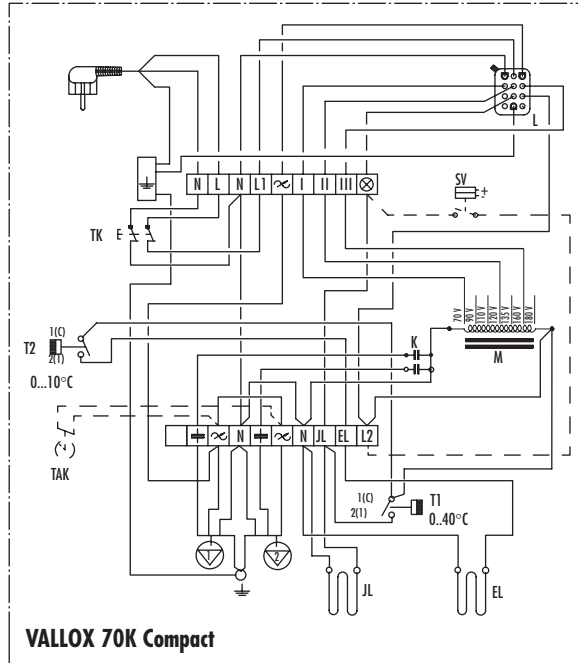 L
N L N L1 I II III
SV
+
-
TK E
70 V 90 V 110 V 120 V 135 V 160 V 180 V
1(C)
T2
2(1)
0...10°C
K
M
N N JL EL L2
TAK
1(C)
T1
2(1)
0..40°C
1 2
JL
EL
VALLOX 70K Compact